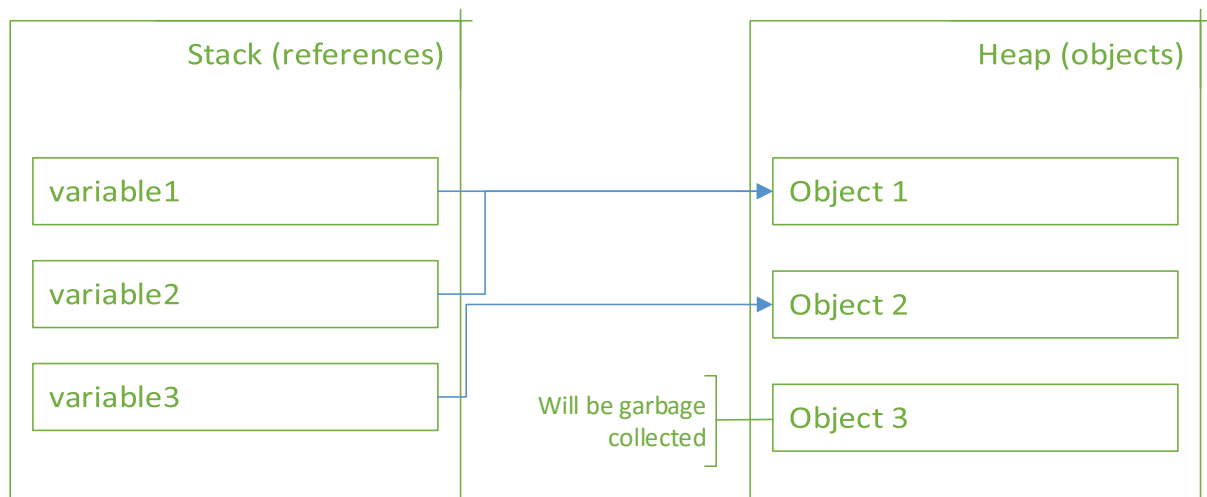 Stack (references)
Heap (objects)
variable1
Object 1
variable2
Object 2
variable3
Will be garbage
collected
Object 3